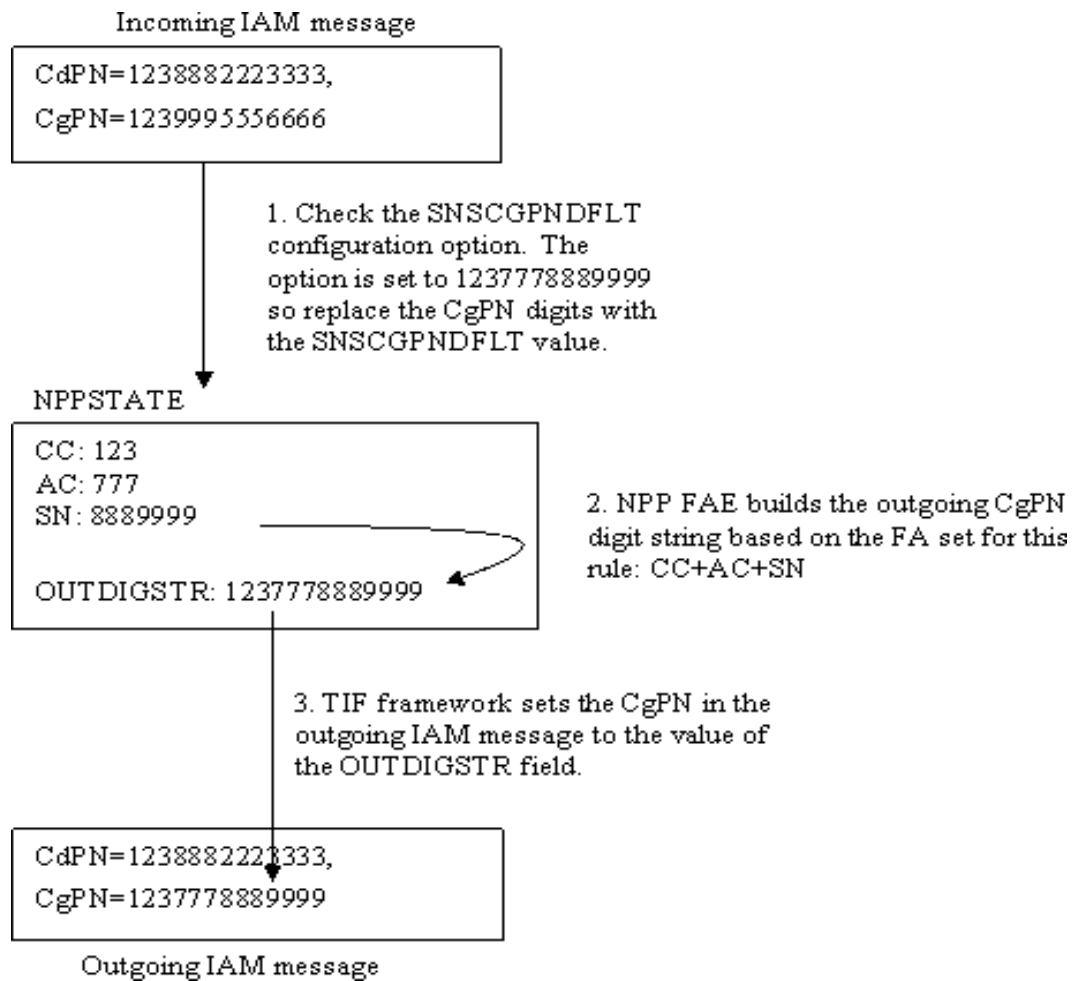 Incoming IAM message
CdPN=1238882223333,
CgPN=1239995556666
1. Check the SNSCGPNDFLT
configuration option. The
option is set to 1237778889999
so replace the CgPN digits with
the SNSCGPNDFLT value.
NPPSTATE
CC: 123
AC: 777
SN: 8889999
OUTDIGSTR: 1237778889999
2. NPP FAE builds the outgoing CgPN
digit string based on the FA set for this
rule: CC+AC+SN
3. TIF framework sets the CgPN in the
outgoing IAM message to the value of
the OUTDIGSTR field.
CdPN=1238882223333,
CgPN=1237778889999
Outgoing IAM message